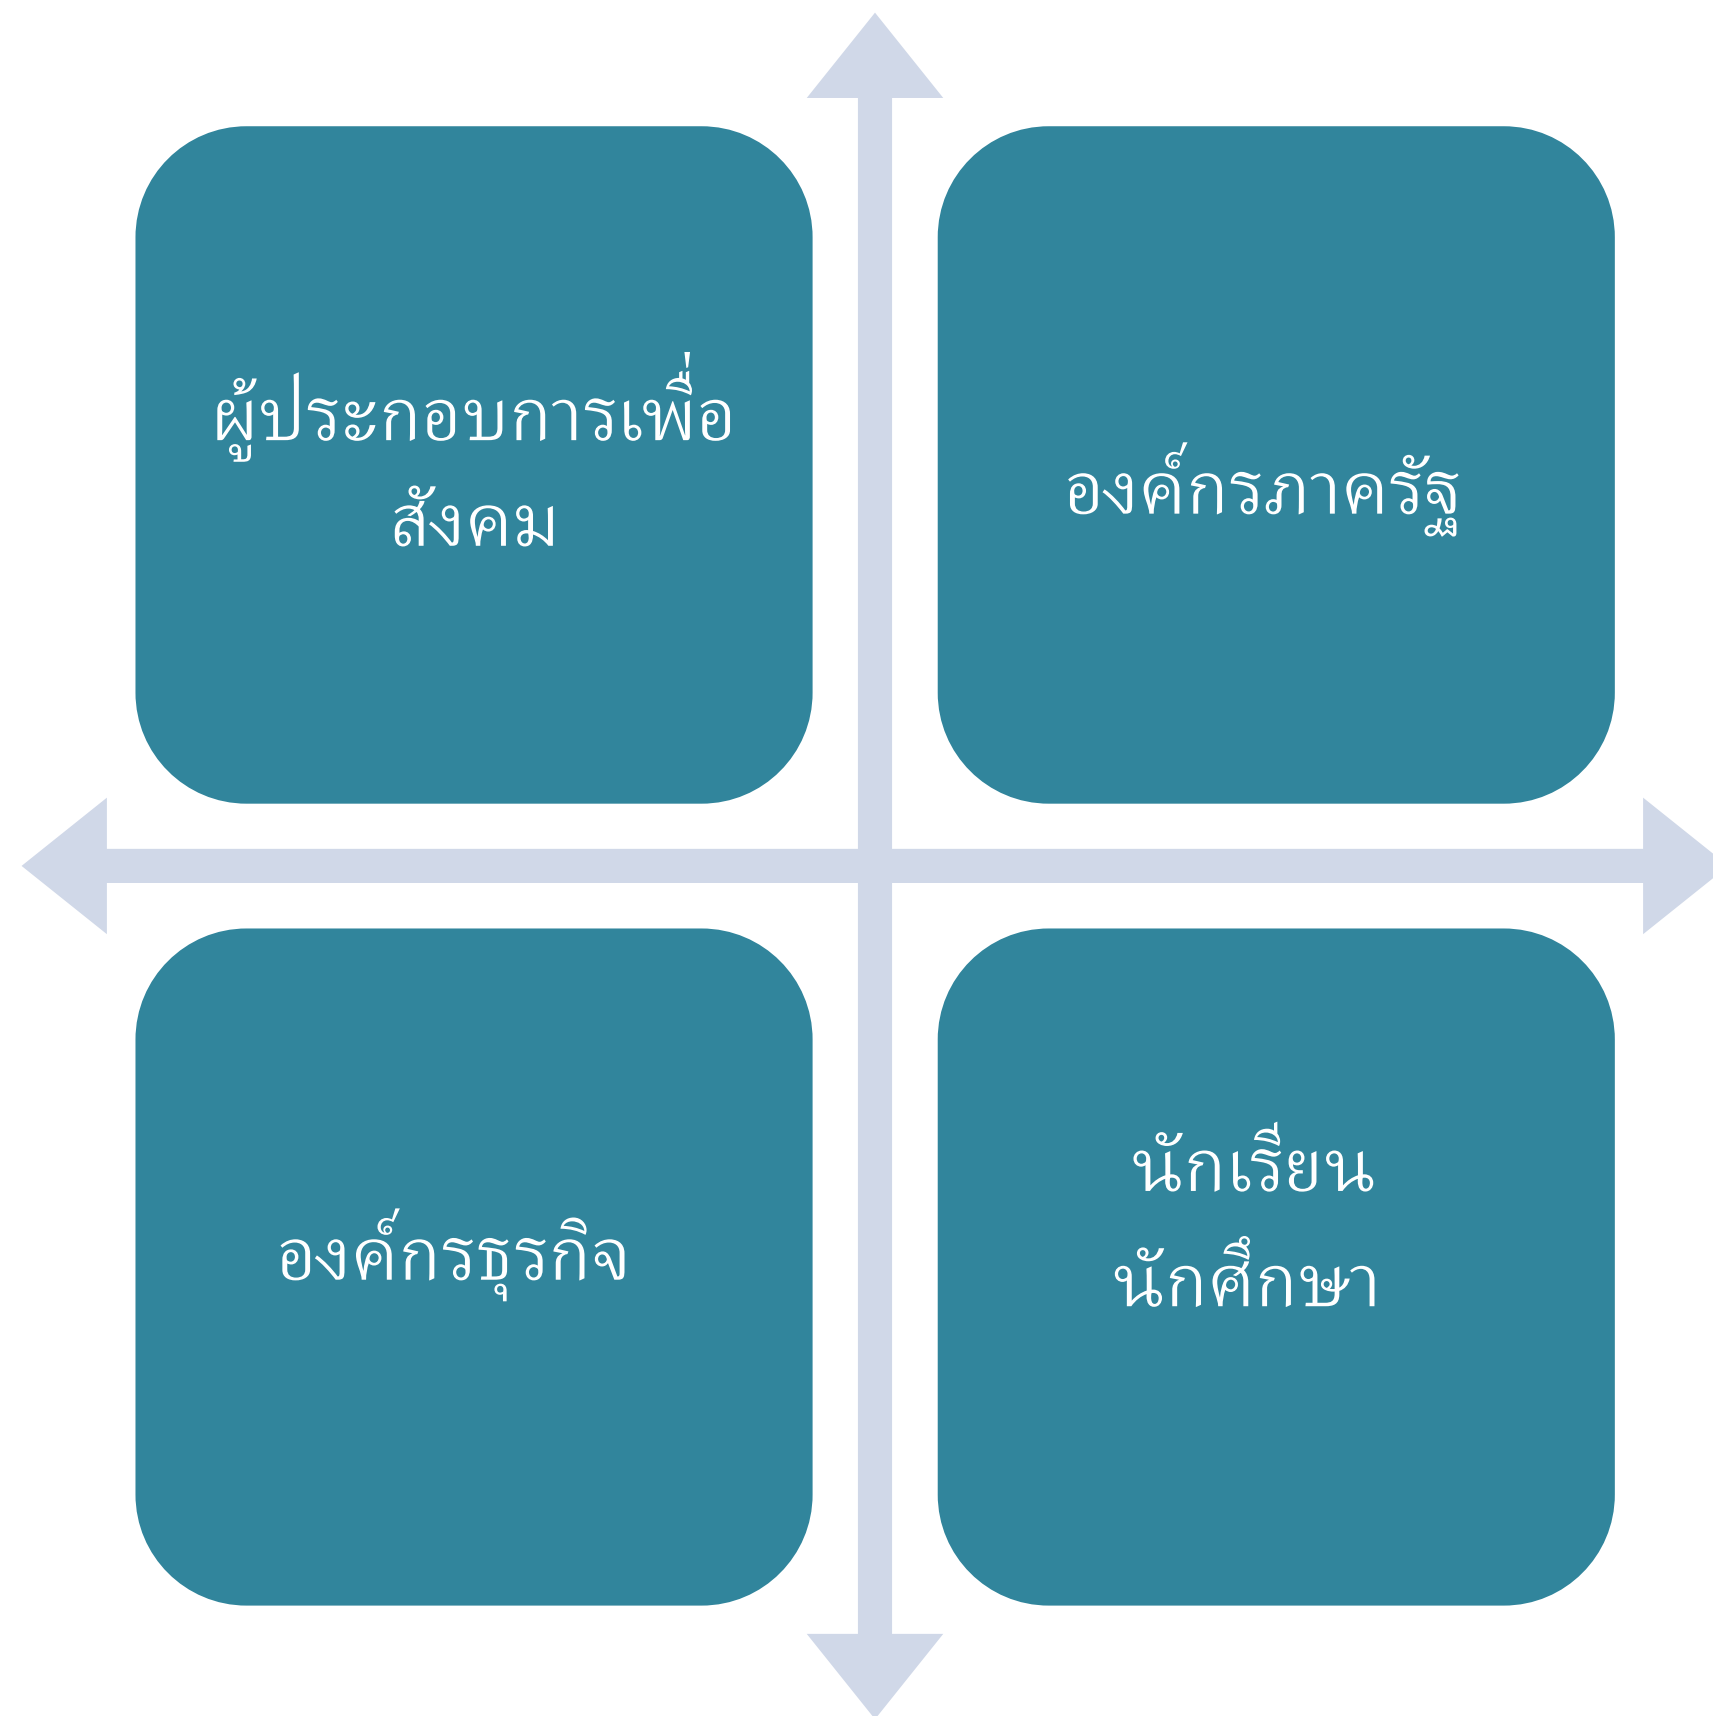 ผู้ประกอบการเพื่อ
สังคม
องค์กรภาครัฐ
องค์กรธุรกิจ
นักเรียน
นักศึกษา